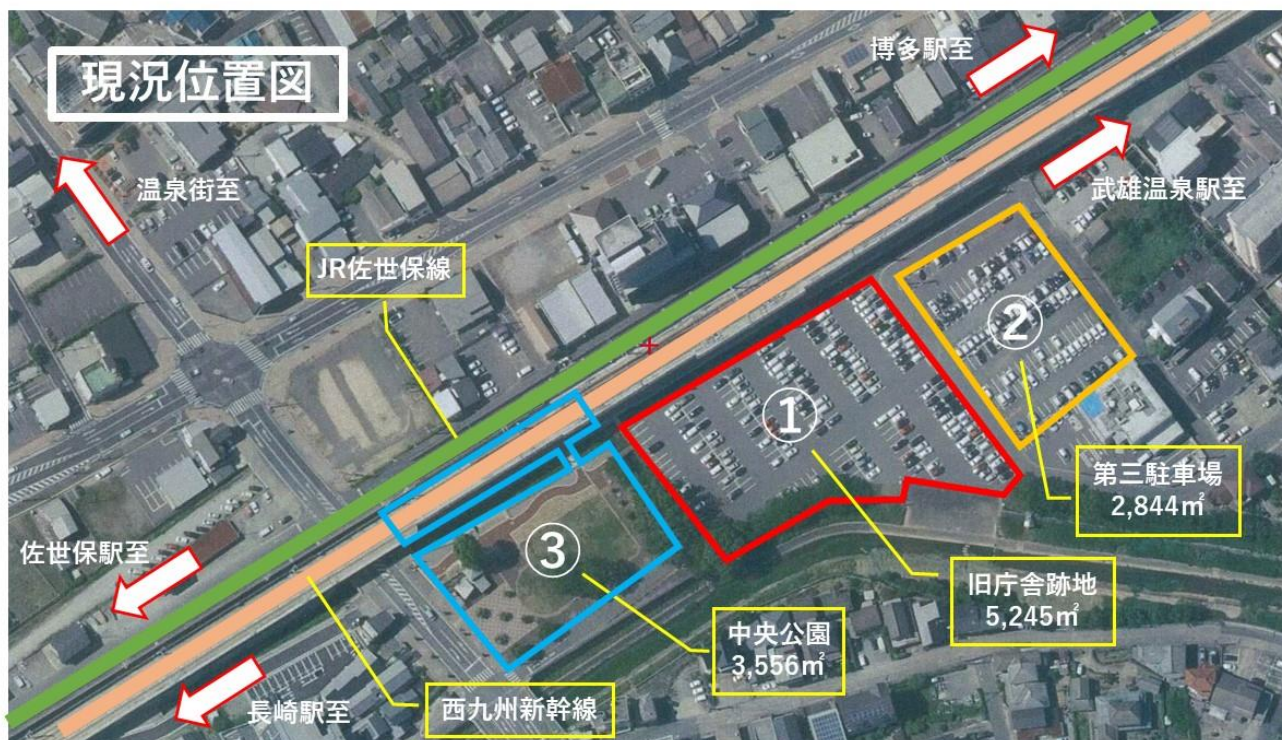 現況位置図
博多駅至
武雄温泉駅至
温泉街至
JR佐世保線
②
①
第三駐車場
2,844㎡
佐世保駅至
③
旧庁舎跡地
5,245㎡
中央公園
3,556㎡
長崎駅至
西九州新幹線